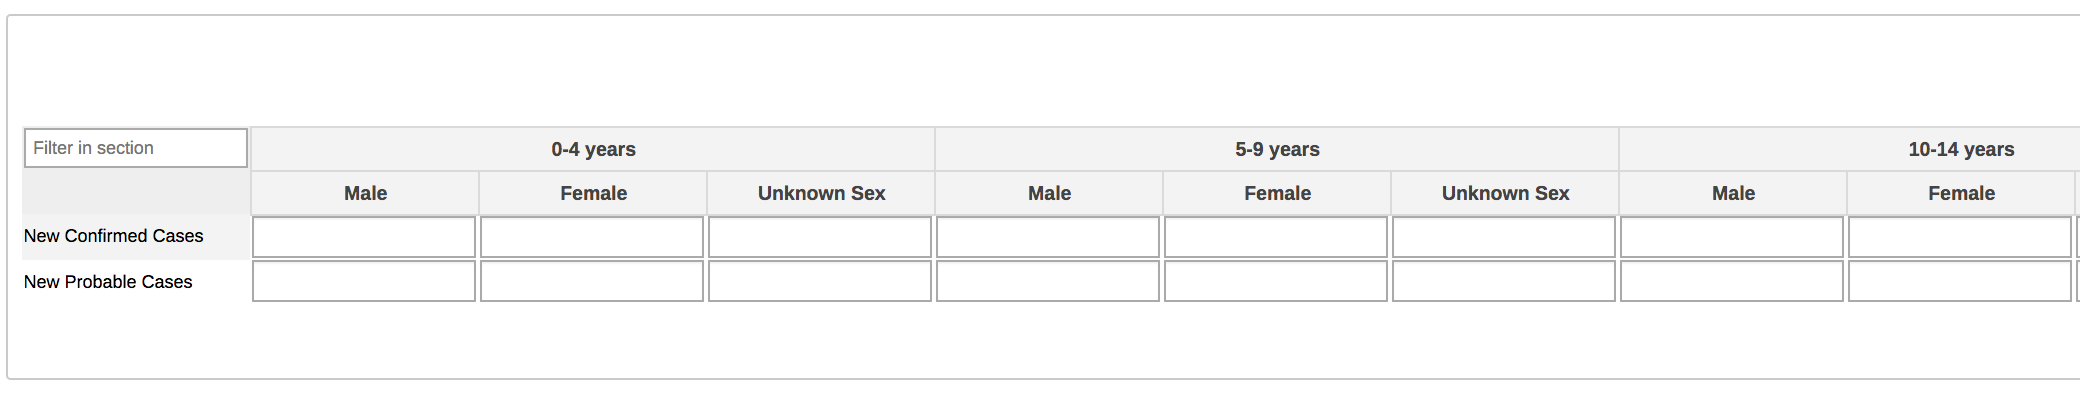 Filter in section
0-4 years 5-9 years 10-14 years
Male Female Unknown Sex Male Female Unknown Sex Male Female
New Confirmed Cases
New Probable Cases